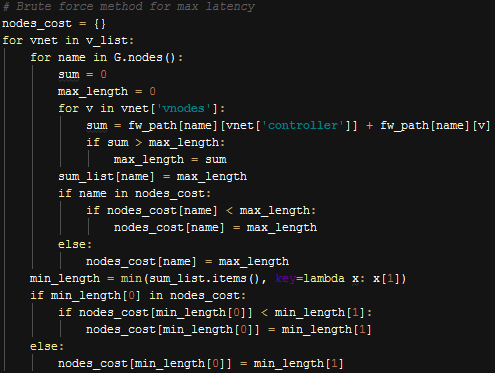 # Brute force method for max latency
nodes_cost = {}
for vnet in v_list:
    for name in G.nodes():
        sum = 0
        max_length = 0
        for v in vnet['vnodes']:
            sum = fw_path[name][vnet['controller']] + fw_path[name][v]
            if sum > max_length:
                max_length = sum
        sum_list[name] = max_length
        if name in nodes_cost:
            if nodes_cost[name] < max_length:
                nodes_cost[name] = max_length
        else:
            nodes_cost[name] = max_length
    min_length = min(sum_list.items(), key=lambda x: x[1])
    if min_length[0] in nodes_cost:
        if nodes_cost[min_length[0]] < min_length[1]:
            nodes_cost[min_length[0]] = min_length[1]
    else:
        nodes_cost[min_length[0]] = min_length[1]